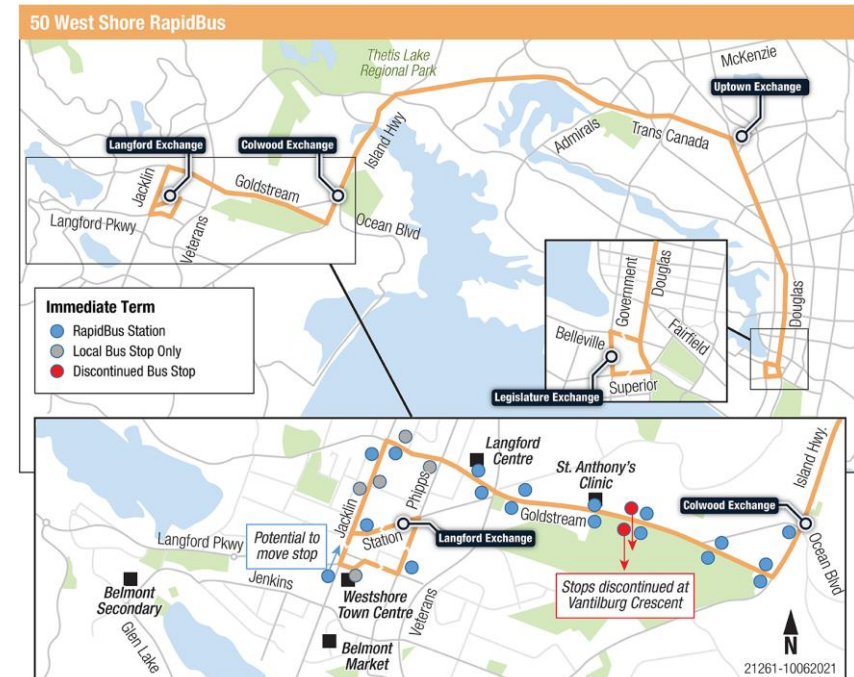 50 West Shore RapidBus
Thetis Lake
Regional Park
McKenzie
Uptown Exchange
Langford Exchange
Colwood Exchange
Island Hwy
Admirals
Trans Canada
Jacklin
Goldstream
Langford Pkwy
Veterans
Ocean Blvd
Douglas
Government
Douglas
Belleville
Fairfield
Superior
Legislature Exchange
Immediate Term
RapidBus Station
Local Bus Stop Only
Discontinued Bus Stop
Langford
Centre
St. Anthony's
Clinic
Island Hwy.
Phipps
Jacklin
Goldstream
Colwood Exchange
Potential to
move stop
Station
Langford Exchange
Ocean Blvd
Langford Pkwy
Jenkins
Belmont
Secondary
Westshore
Town Centre
Veterans
Stops discontinued at
Vantilburg Crescent
Glen Lake
Belmont
Market
N
21261-10062021